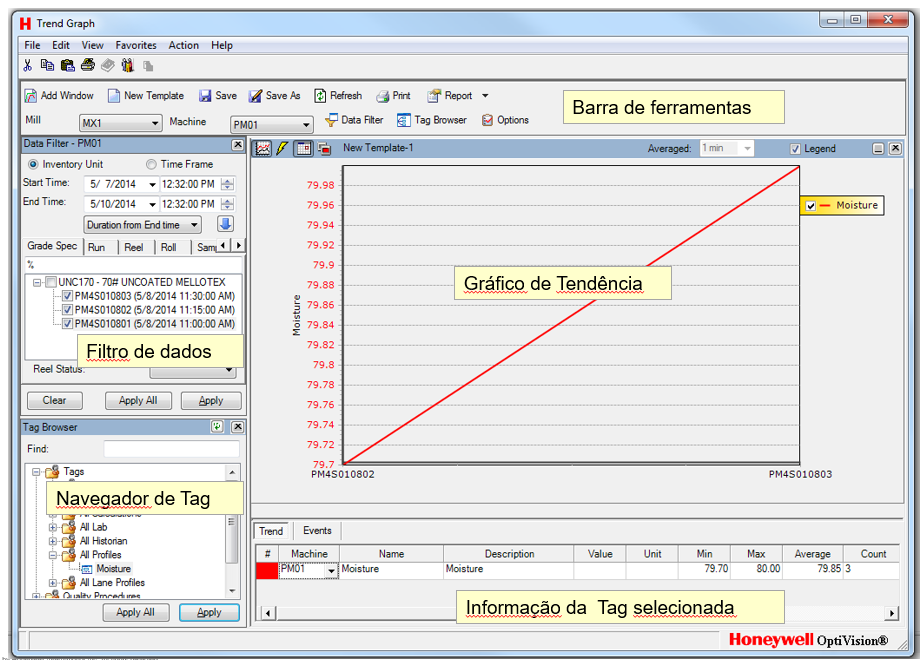 Trend Graph
File Edit View Favorites Action Help
Add Window New Template Save Save As Refresh Print Report
Barra de ferramentas
Mill MX1 Machine PM01 Data Filter Tag Browser Options
Data Filter - PM01
Inventory Unit Time Frame
Start Time: 5/ 7/2014 12:32:00 PM
End Time: 5/10/2014 12:32:00 PM
Duration from End time
Grade Spec Run Reel Roll Sam
%
UNC170 - 70# UNCOATED MELLOTEX
PM4S010803 (5/8/2014 11:30:00 AM)
PM4S010802 (5/8/2014 11:15:00 AM)
PM4S010801 (5/8/2014 11:00:00 AM)
Filtro de dados
Reel Status:
Clear Apply All Apply
Tag Browser
Find:
Tags
Navegador de Tag
All Calculations
All Lab
All Historian
All Profiles
Moisture
All Lane Profiles
Quality Procedures
Apply All Apply
New Template-1 Averaged: 1 min Legend
Moisture
79.98
79.96
79.94
79.92
79.9
79.88
79.86
79.84
79.82
79.8
79.78
79.76
79.74
79.72
79.7
Moisture
Gráfico de Tendência
PM4S010802 PM4S010803
Trend Events
# Machine Name Description Value Unit Min Max Average Count
PM01 Moisture Moisture 79.70 80.00 79.85 3
Informação da Tag selecionada
Honeywell OptiVision®